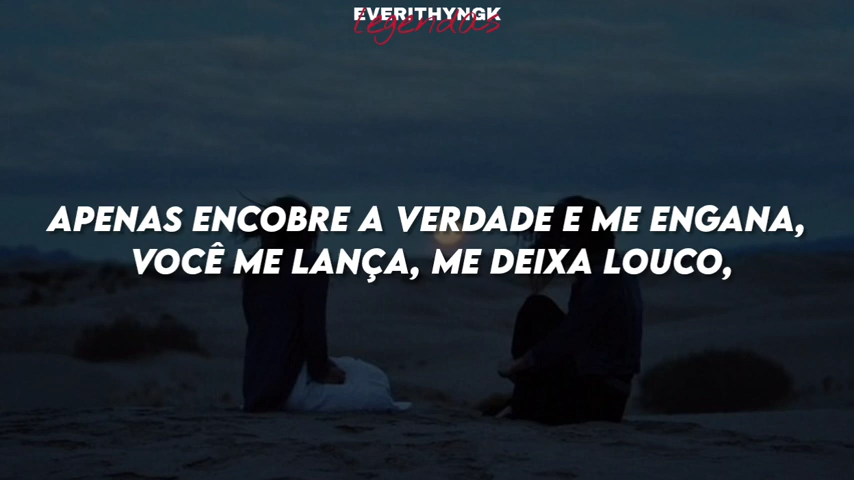 EVERITHYNGK
legendas
APENAS ENCOBRE A VERDADE E ME ENGANA,
VOCÊ ME LANÇA, ME DEIXA LOUCO,